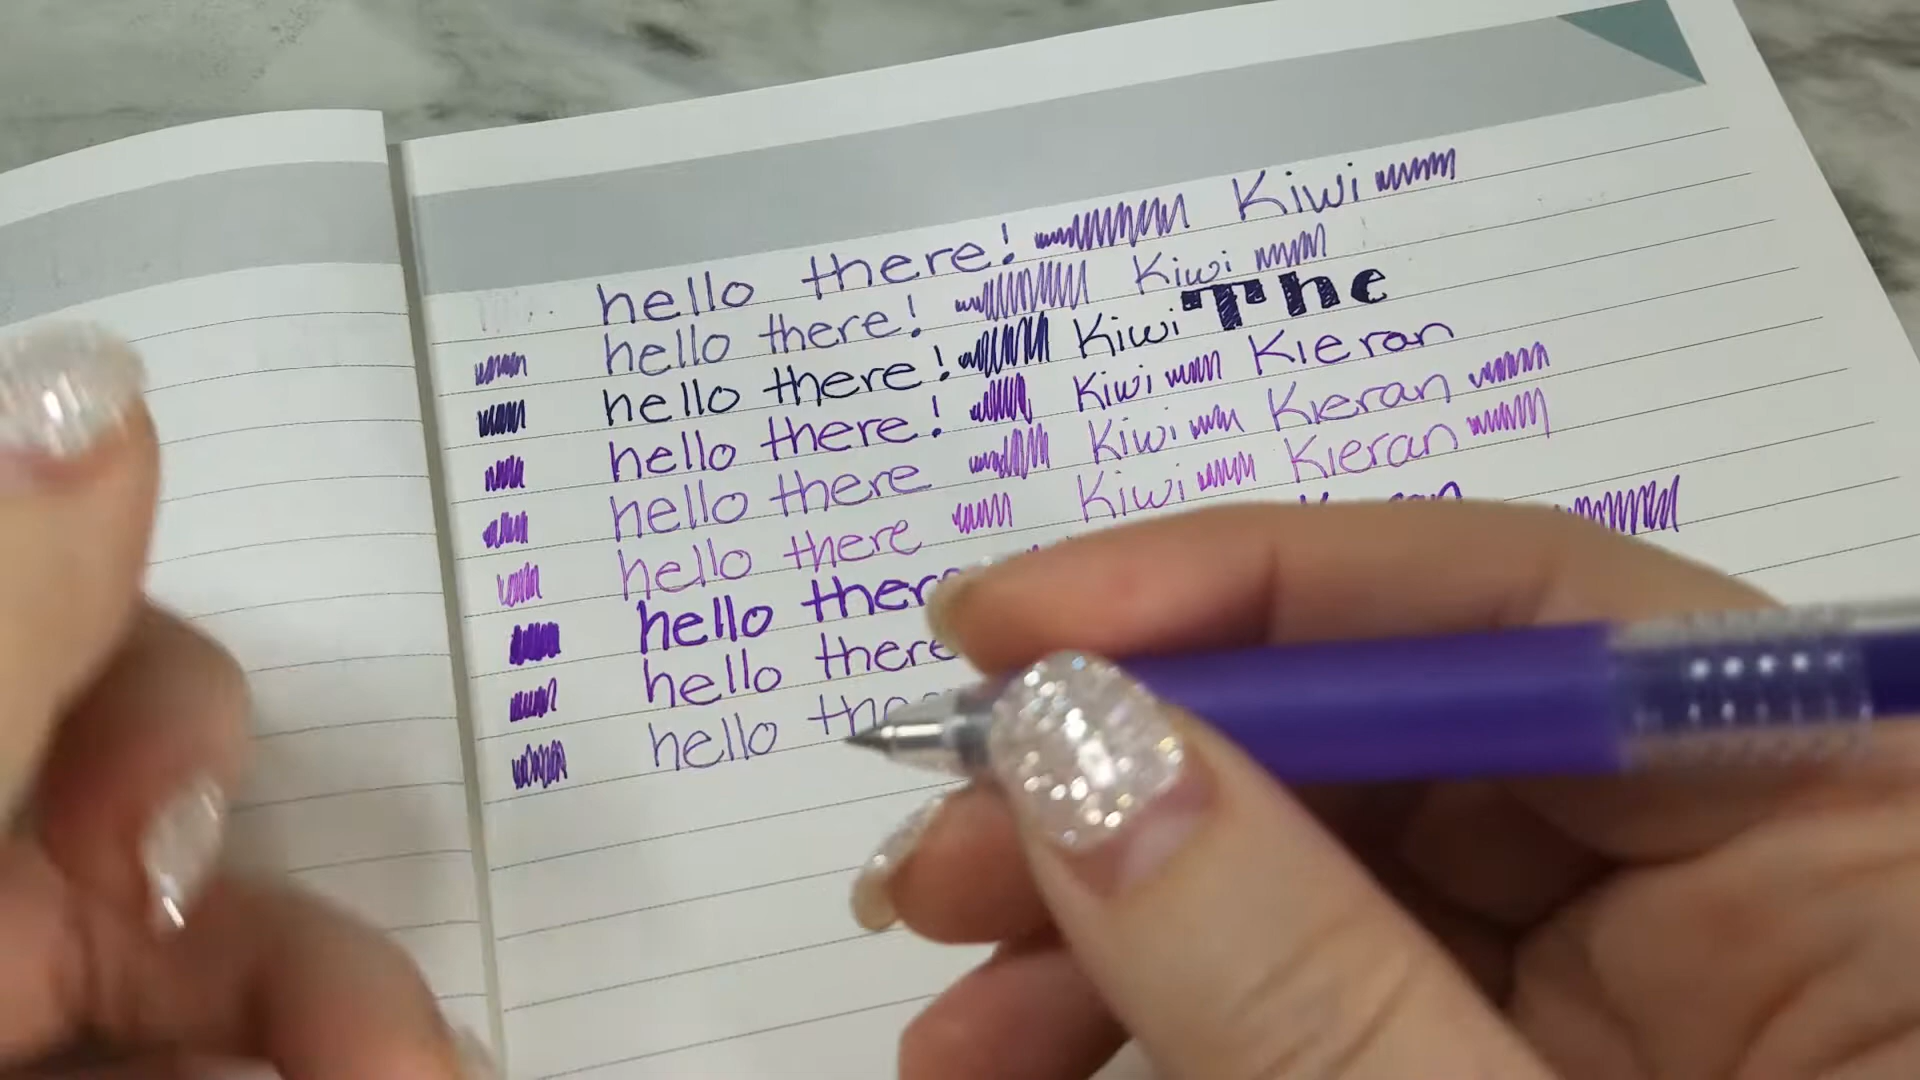 hello there! Kiwi
hello there! Kiwi
hello there! Kiwi The
hello there! Kiwi Kieran
hello there Kiwi Kieran
hello there Kiwi Kieran
hello
hello there
hello